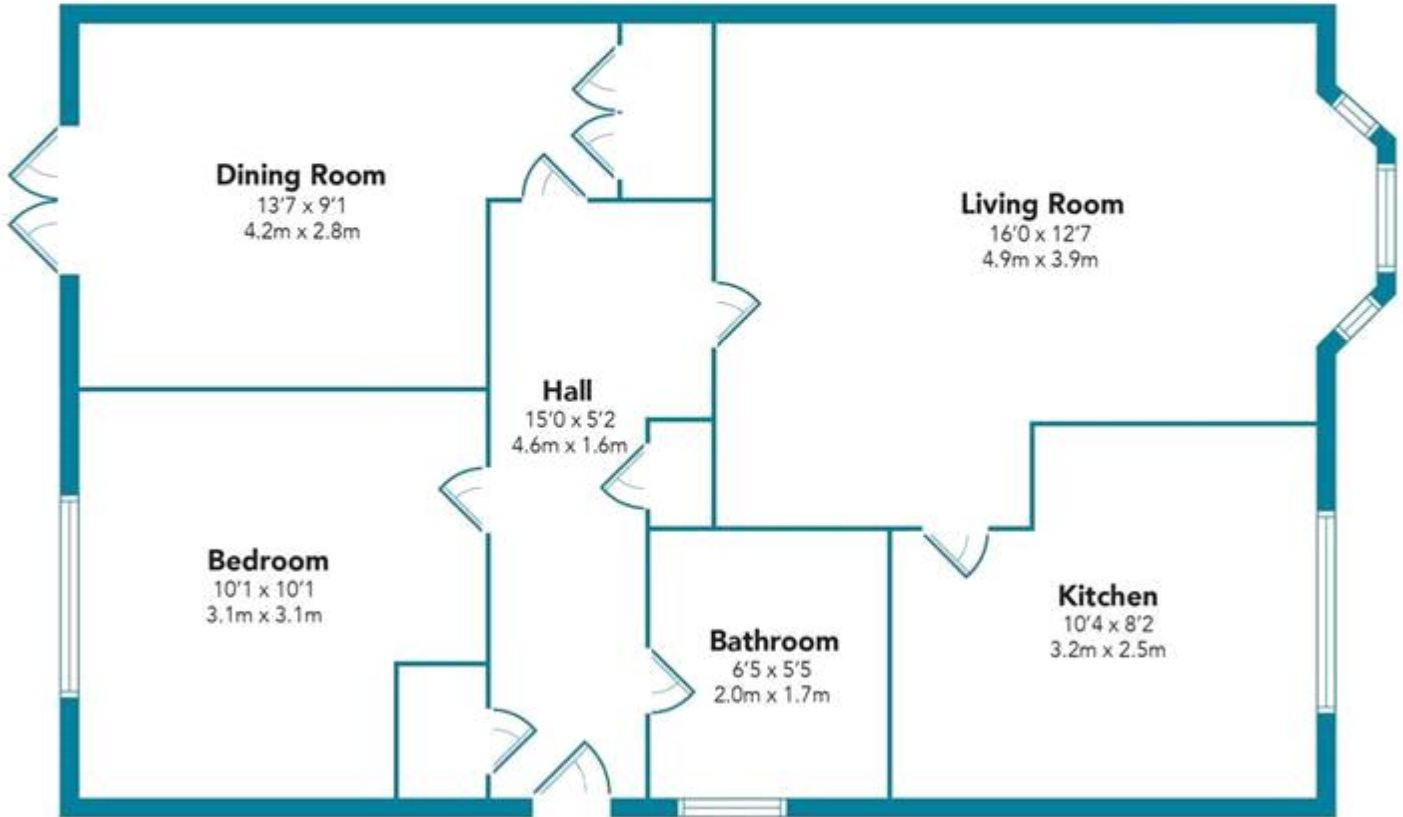 Dining Room
13'7 x 9'1
4.2m x 2.8m
Living Room
16'0 x 12'7
4.9m x 3.9m
Hall
15'0 x 5'2
4.6m x 1.6m
Bedroom
10'1 x 10'1
3.1m x 3.1m
Bathroom
6'5 x 5'5
2.0m x 1.7m
Kitchen
10'4 x 8'2
3.2m x 2.5m